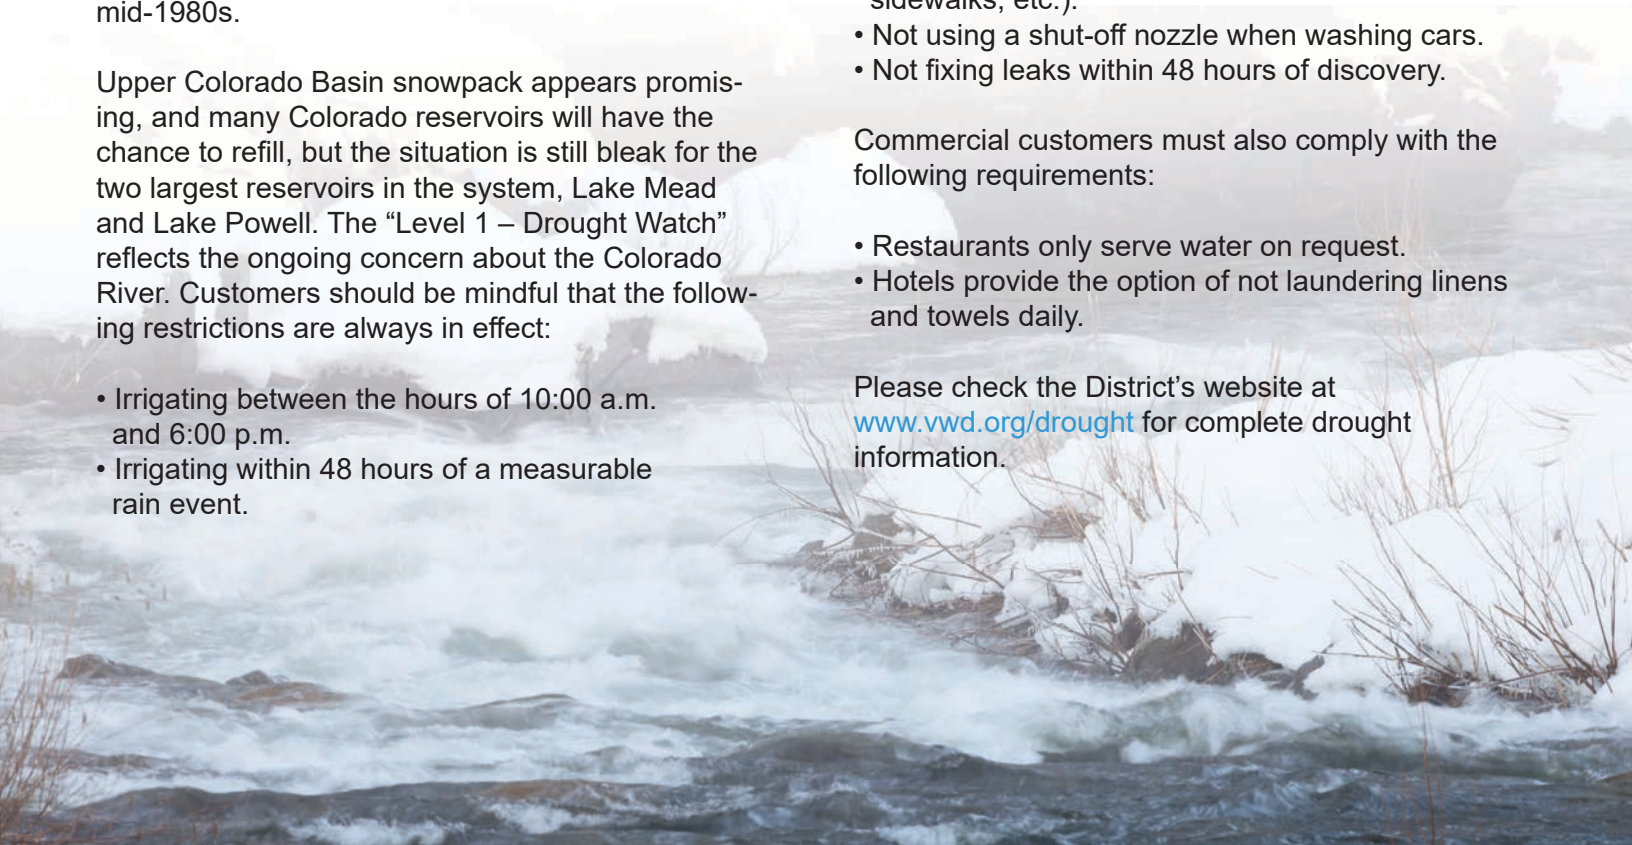 mid-1980s.
Upper Colorado Basin snowpack appears promis-
ing, and many Colorado reservoirs will have the
chance to refill, but the situation is still bleak for the
two largest reservoirs in the system, Lake Mead
and Lake Powell. The “Level 1 – Drought Watch”
reflects the ongoing concern about the Colorado
River. Customers should be mindful that the follow-
ing restrictions are always in effect:
• Irrigating between the hours of 10:00 a.m.
and 6:00 p.m.
• Irrigating within 48 hours of a measurable
rain event.
sidewalks, etc.).
• Not using a shut-off nozzle when washing cars.
• Not fixing leaks within 48 hours of discovery.
Commercial customers must also comply with the
following requirements:
• Restaurants only serve water on request.
• Hotels provide the option of not laundering linens
and towels daily.
Please check the District’s website at
www.vwd.org/drought for complete drought
information.